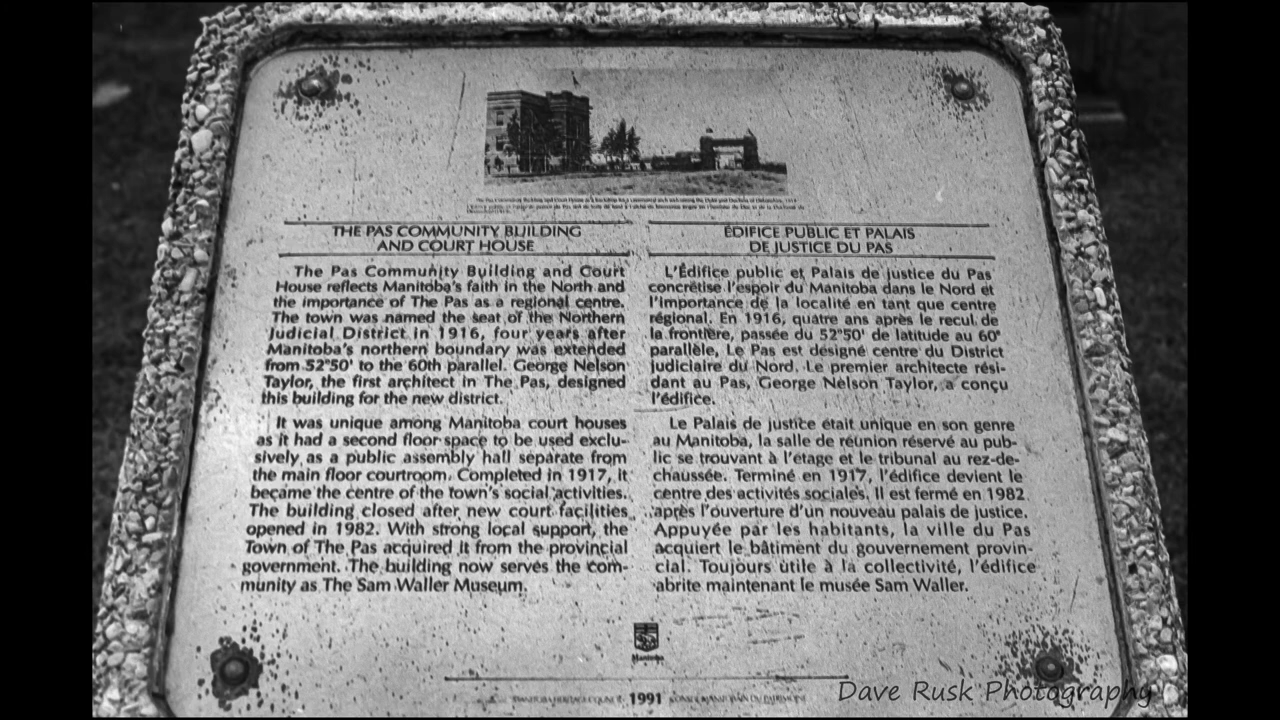 THE PAS COMMUNITY BUILDING
AND COURT HOUSE
The Pas Community Building and Court
House reflects Manitoba's faith in the North and
the importance of The Pas as a regional centre.
The town was named the seat of the Northern
Judicial District in 1916, four years after
Manitoba's northern boundary was extended
from 52°50' to the 60th parallel. George Nelson
Taylor, the first architect in The Pas, designed
this building for the new district.
It was unique among Manitoba court houses
as it had a second floor space to be used exclu-
sively as a public assembly hall separate from
the main floor courtroom. Completed in 1917, it
became the centre of the town's social activities.
The building closed after new court facilities
opened in 1982. With strong local support, the
Town of The Pas acquired it from the provincial
government. The building now serves the com-
munity as The Sam Waller Museum.
ÉDIFICE PUBLIC ET PALAIS
DE JUSTICE DU PAS
L'Édifice public et Palais de justice du Pas
concrétise l'espoir du Manitoba dans le Nord et
l'importance de la localité en tant que centre
régional. En 1916, quatre ans après le recul de
la frontière, passée du 52°50' de latitude au 60e
parallèle, Le Pas est désigné centre du District
judiciaire du Nord. Le premier architecte rési-
dant au Pas, George Nelson Taylor, a conçu
l'édifice.
Le Palais de justice était unique en son genre
au Manitoba, la salle de réunion réservé au pub-
lic se trouvant à l'étage et le tribunal au rez-de-
chaussée. Terminé en 1917, l'édifice devient le
centre des activités sociales. Il est fermé en 1982
après l'ouverture d'un nouveau palais de justice.
Appuyée par les habitants, la ville du Pas
acquiert le bâtiment du gouvernement provin-
cial. Toujours utile à la collectivité, l'édifice
abrite maintenant le musée Sam Waller.
Manitoba
1991
Dave Rusk Photography